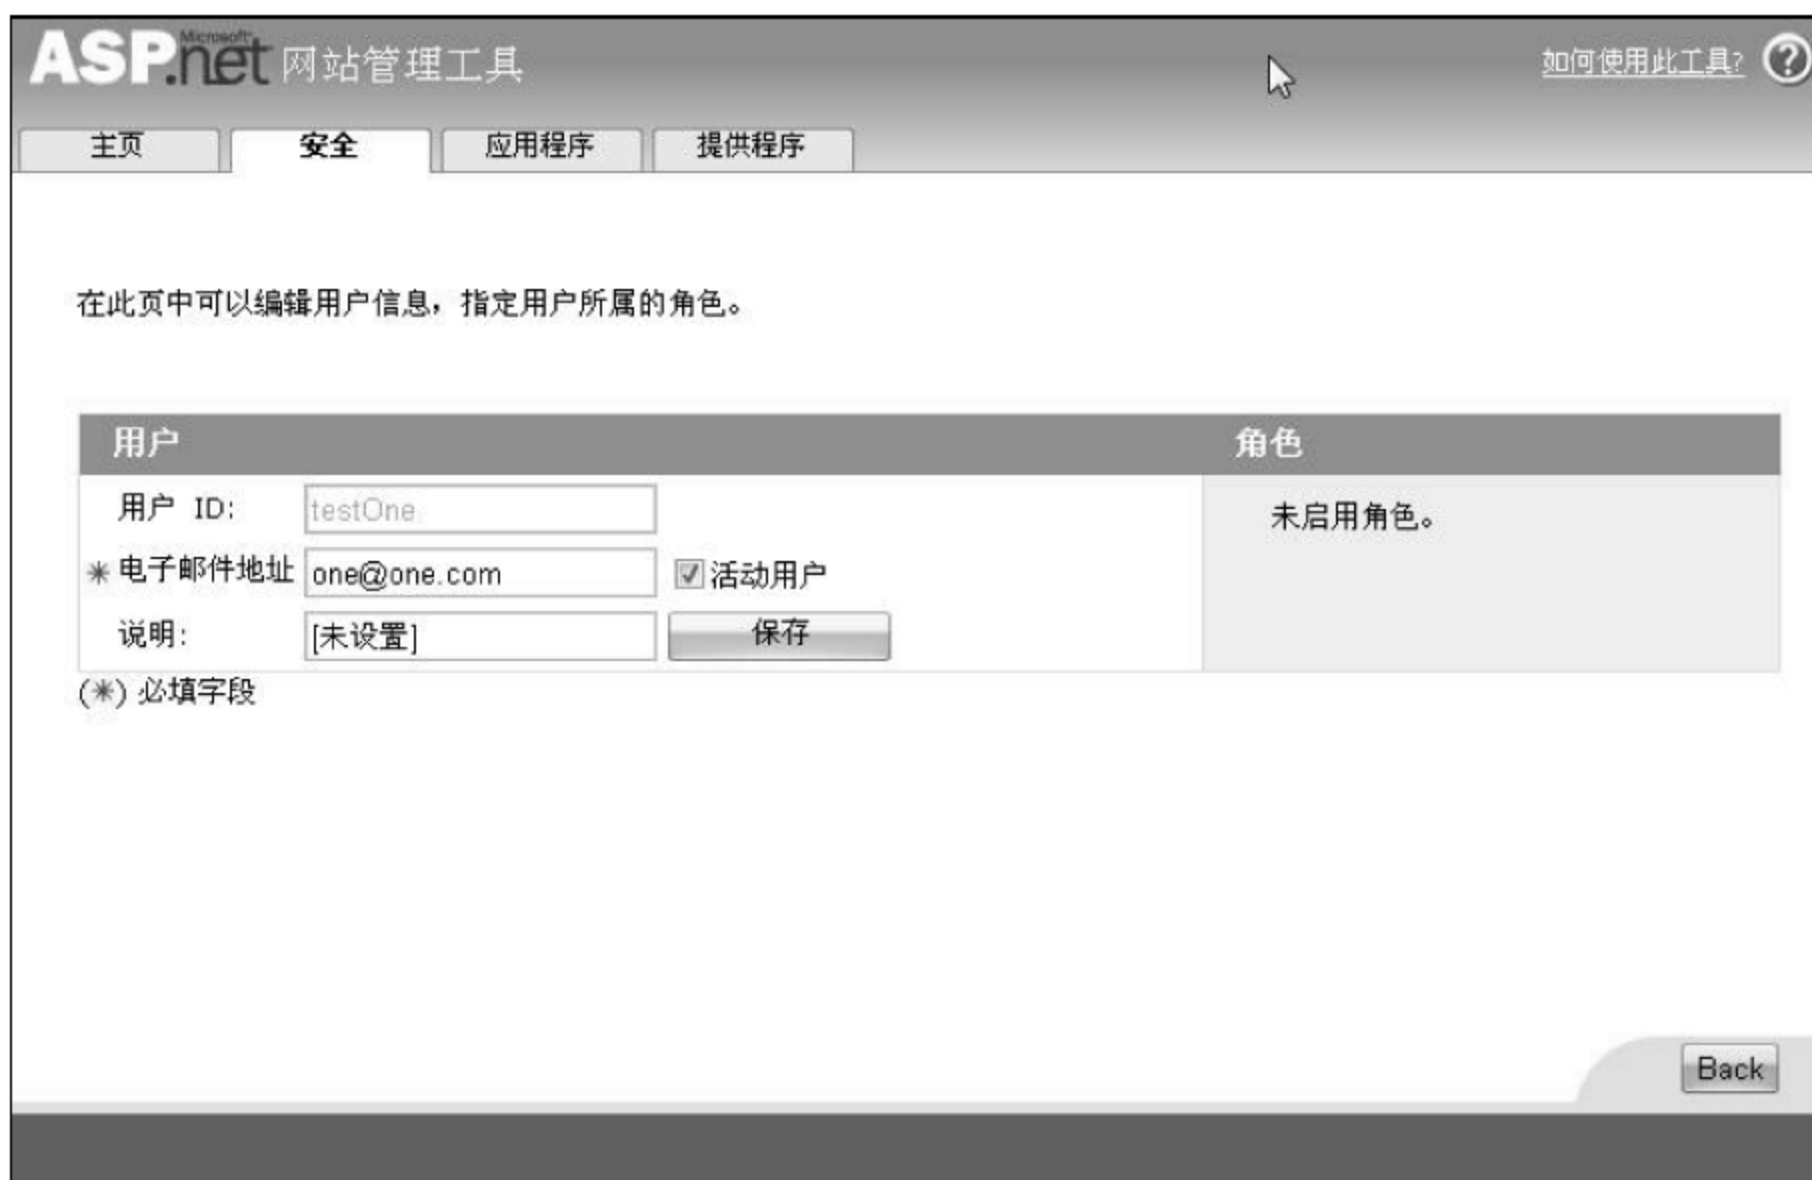 Microsoft
ASP.net 网站管理工具
如何使用此工具? ?
主页 安全 应用程序 提供程序
在此页中可以编辑用户信息，指定用户所属的角色。
用户 角色
用户 ID: testOne 未启用角色。
* 电子邮件地址 one@one.com 活动用户
说明: [未设置] 保存
(*) 必填字段
Back